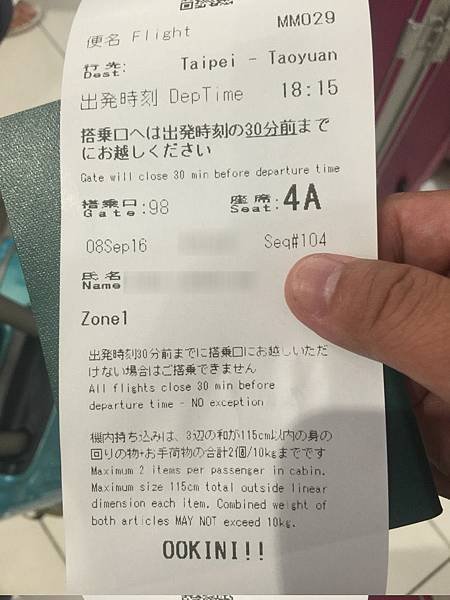 便名 Flight MM029
行先: Dest: Taipei - Taoyuan
出発時刻 DepTime 18:15
搭乗口へは出発時刻の30分前まで
にお越しください
Gate will close 30 min before departure time
搭乗口 Gate:98 座席: Seat:4A
08Sep16 Seq#104
氏名 Name
Zone1
出発時刻30分前までに搭乗口にお越しいただ
けない場合はご搭乗できません
All flights close 30 min before
departure time - NO exception
機内持ち込みは、3辺の和が115cm以内の身の
回りの物+お手荷物の合計2個/10kgまでです
Maximum 2 items per passenger in cabin.
Maximum size 115cm total outside linear
dimension each item. Combined weight of
both articles MAY NOT exceed 10kg.
OOKINI!!